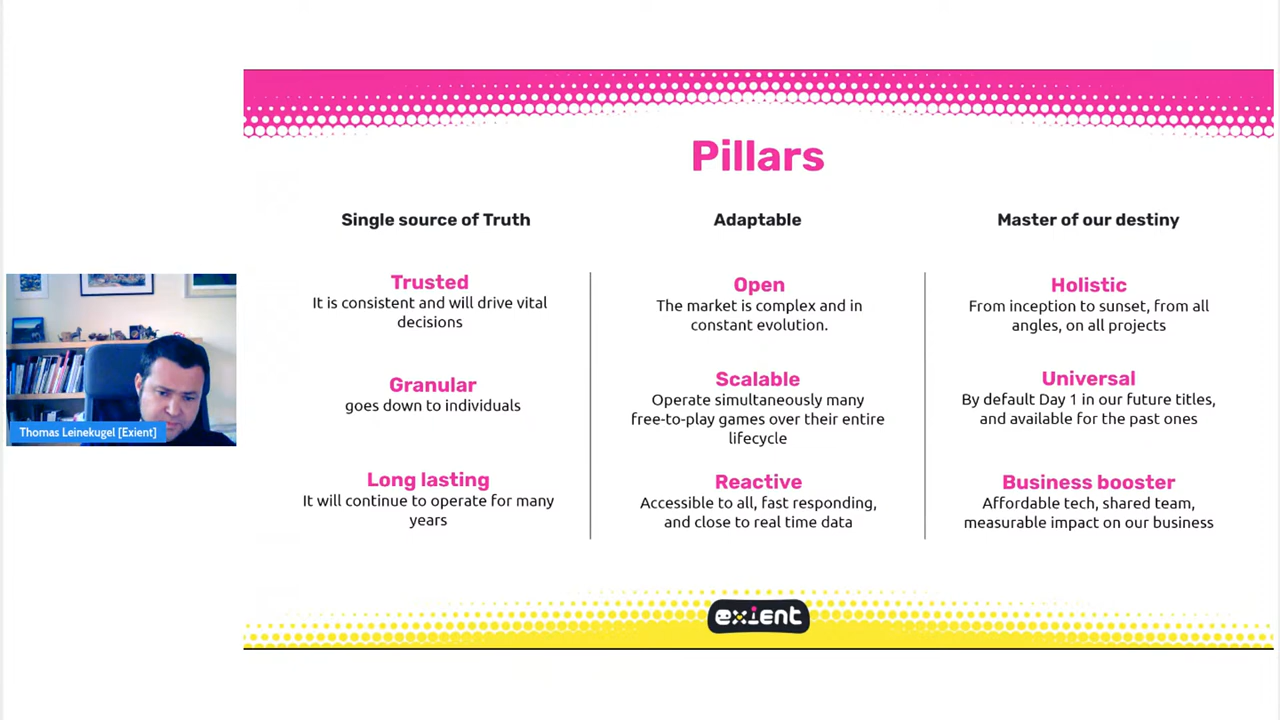 Pillars
Single source of Truth
Trusted
It is consistent and will drive vital
decisions
Granular
goes down to individuals
Long lasting
It will continue to operate for many
years
Adaptable
Open
The market is complex and in
constant evolution.
Scalable
Operate simultaneously many
free-to-play games over their entire
lifecycle
Reactive
Accessible to all, fast responding,
and close to real time data
Master of our destiny
Holistic
From inception to sunset, from all
angles, on all projects
Universal
By default Day 1 in our future titles,
and available for the past ones
Business booster
Affordable tech, shared team,
measurable impact on our business
Thomas Leinekugel [Exient]
exient